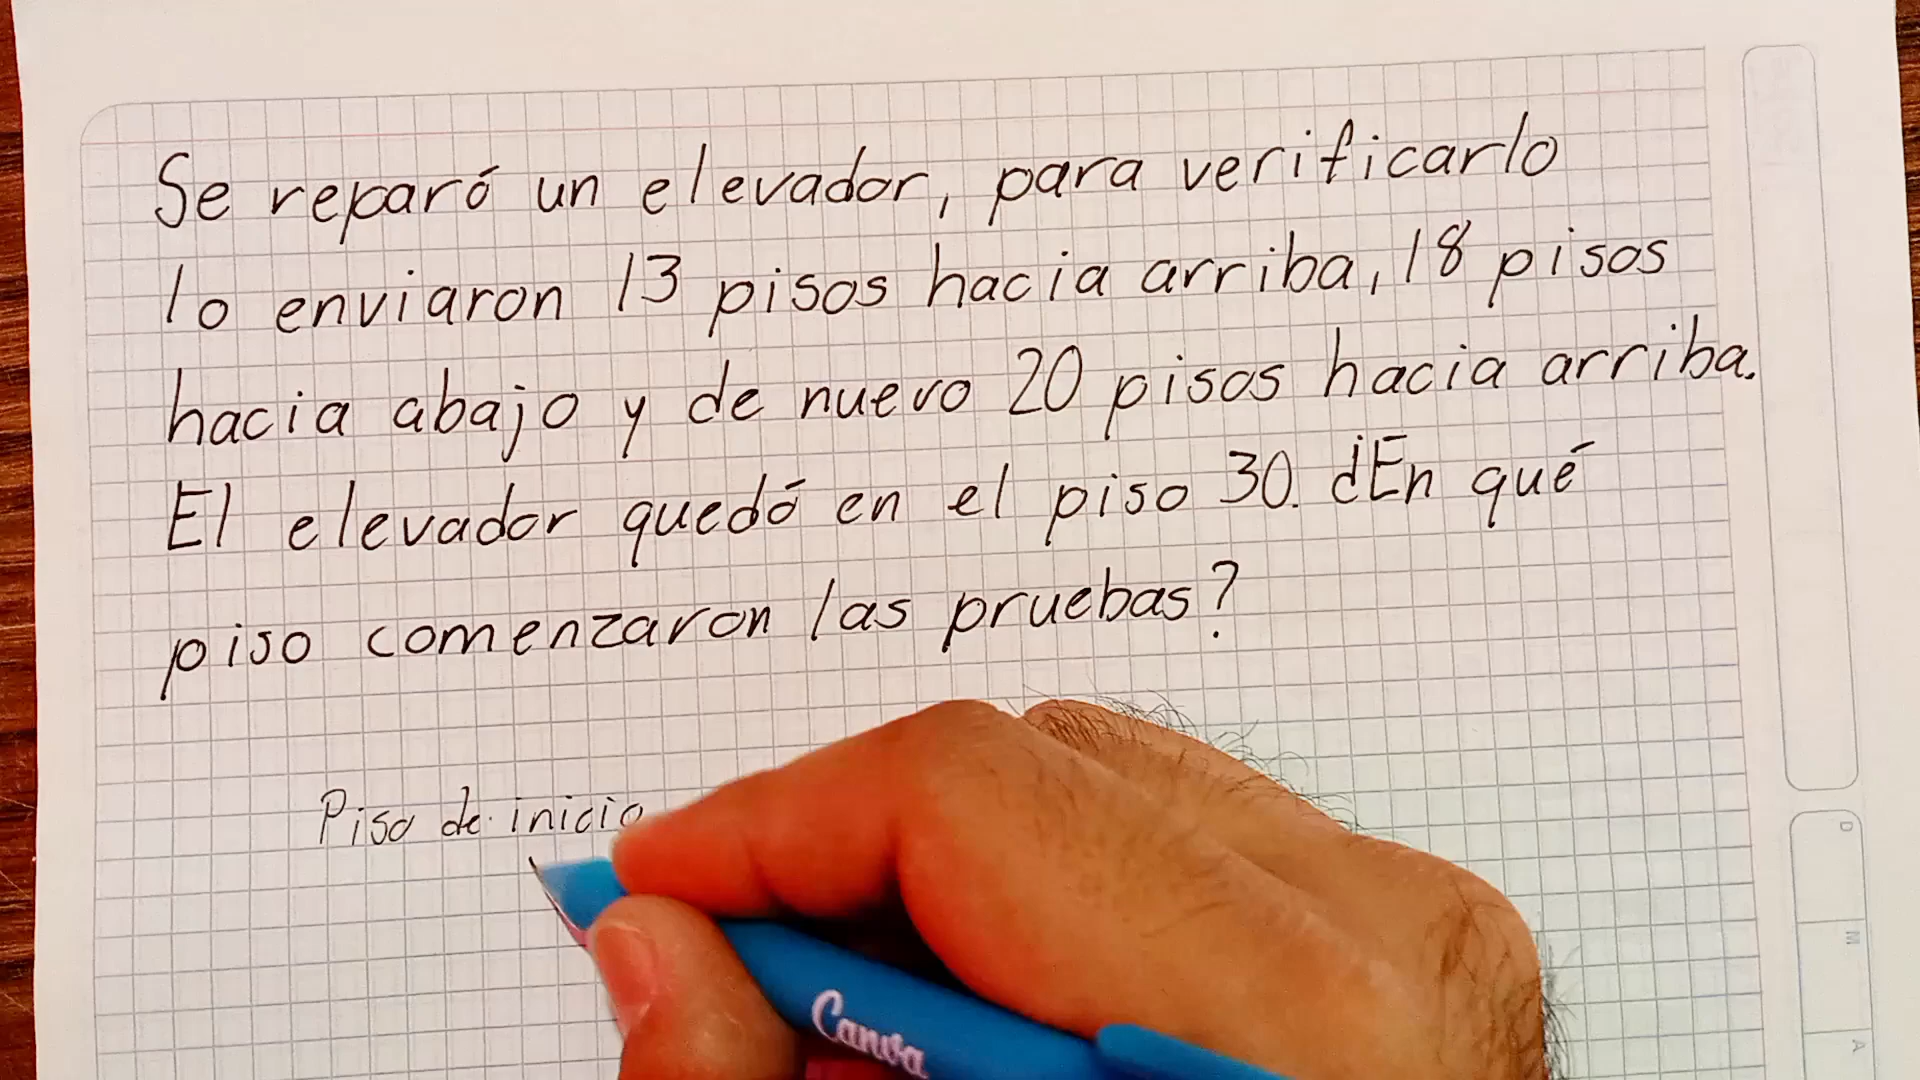 Se reparó un elevador, para verificarlo
lo enviaron 13 pisos hacia arriba, 18 pisos
hacia abajo y de nuevo 20 pisos hacia arriba.
El elevador quedó en el piso 30. ¿En qué
piso comenzaron las pruebas?
Piso de inicio
Canva
D
M
A